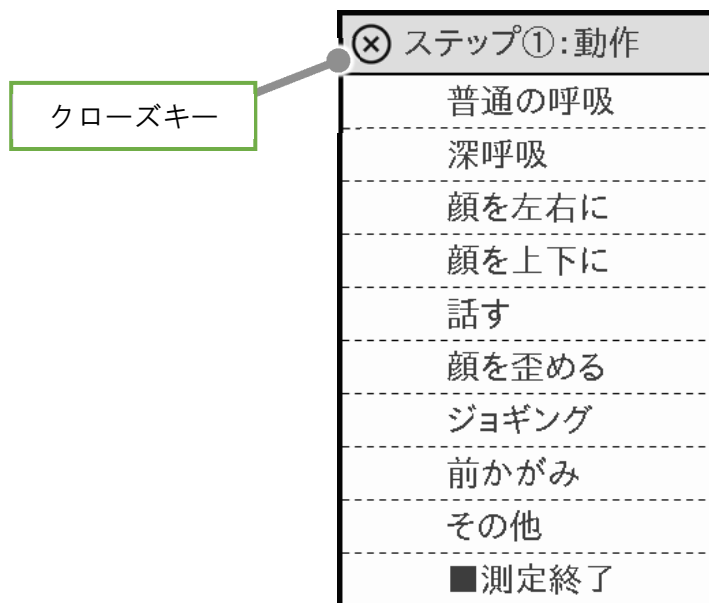 ステップ①:動作
クローズキー
普通の呼吸
深呼吸
顔を左右に
顔を上下に
話す
顔を歪める
ジョギング
前かがみ
その他
■測定終了